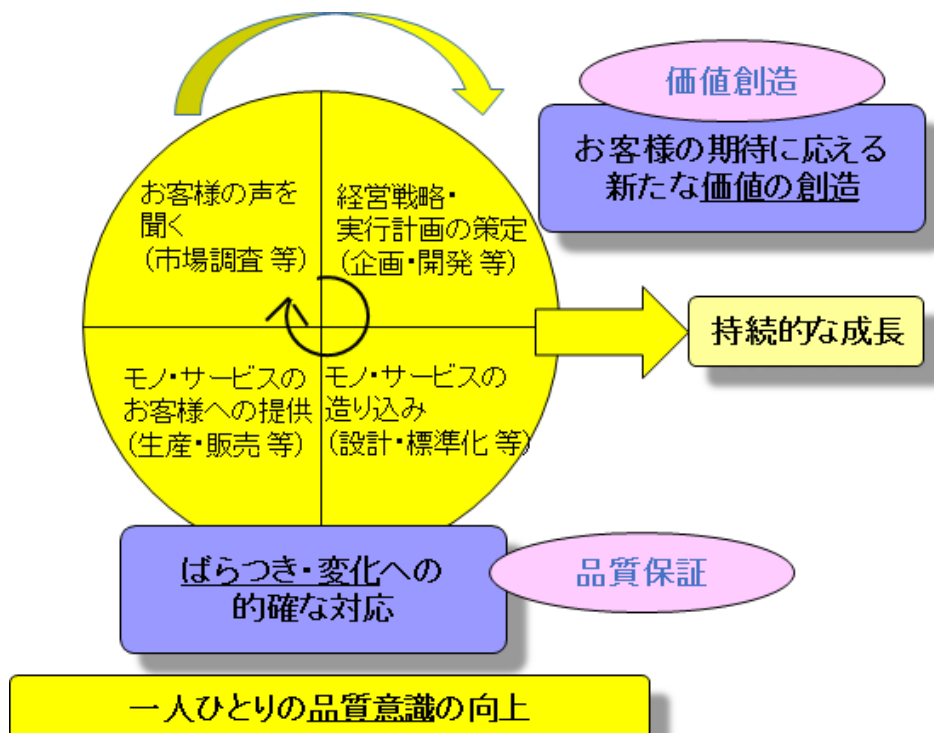 価値創造
お客様の期待に応える
新たな価値の創造
お客様の声を
聞く
(市場調査 等)
経営戦略・
実行計画の策定
(企画・開発 等)
持続的な成長
モノ・サービスの
お客様への提供
(生産・販売 等)
モノ・サービスの
造り込み
(設計・標準化 等)
ばらつき・変化への
的確な対応
品質保証
一人ひとりの品質意識の向上